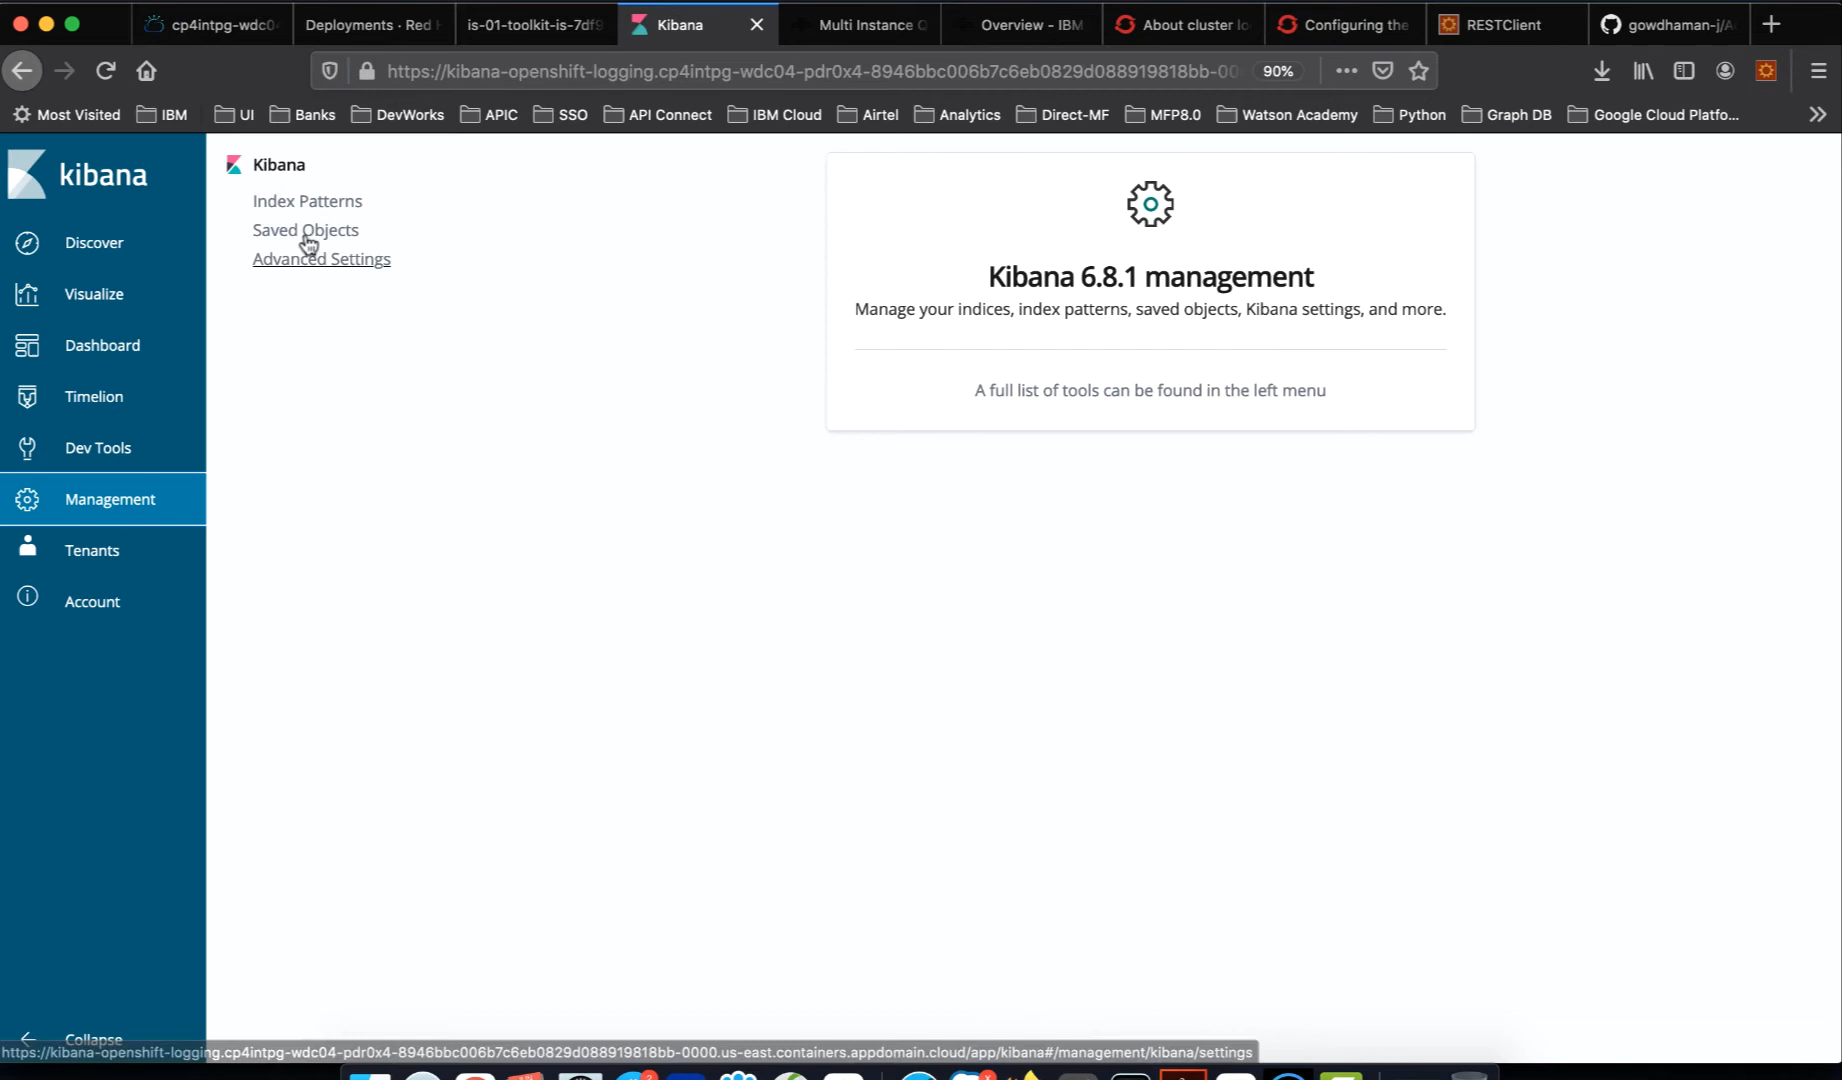 cp4intpg-wdc0
Deployments · Red H
is-01-toolkit-is-7df9
Kibana
Multi Instance Q
Overview - IBM
About cluster lo
Configuring the
RESTClient
gowdhaman-j/A
https://kibana-openshift-logging.cp4intpg-wdc04-pdr0x4-8946bbc006b7c6eb0829d088919818bb-00
90%
Most Visited
IBM
UI
Banks
DevWorks
APIC
SSO
API Connect
IBM Cloud
Airtel
Analytics
Direct-MF
MFP8.0
Watson Academy
Python
Graph DB
Google Cloud Platfo...
kibana
Discover
Visualize
Dashboard
Timelion
Dev Tools
Management
Tenants
Account
Collapse
Kibana
Index Patterns
Saved Objects
Advanced Settings
Kibana 6.8.1 management
Manage your indices, index patterns, saved objects, Kibana settings, and more.
A full list of tools can be found in the left menu
https://kibana-openshift-logging.cp4intpg-wdc04-pdr0x4-8946bbc006b7c6eb0829d088919818bb-0000.us-east.containers.appdomain.cloud/app/kibana#/management/kibana/settings